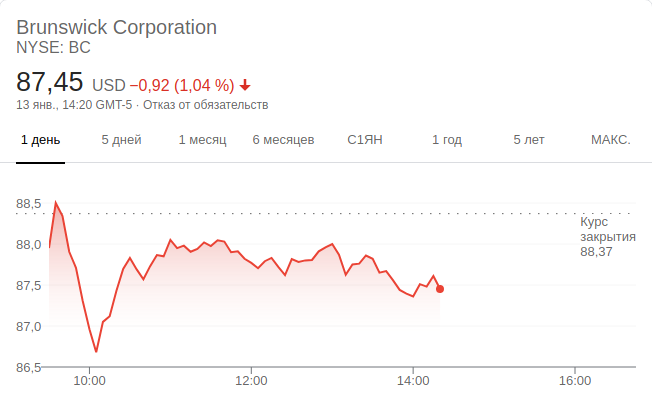 Brunswick Corporation
NYSE: BC
87,45 USD −0,92 (1,04 %)
13 янв., 14:20 GMT-5 · Отказ от обязательств
1 день 5 дней 1 месяц 6 месяцев С1ЯН 1 год 5 лет МАКС.
88,5
Курс
закрытия
88,37
88,0
87,5
87,0
86,5
10:00 12:00 14:00 16:00